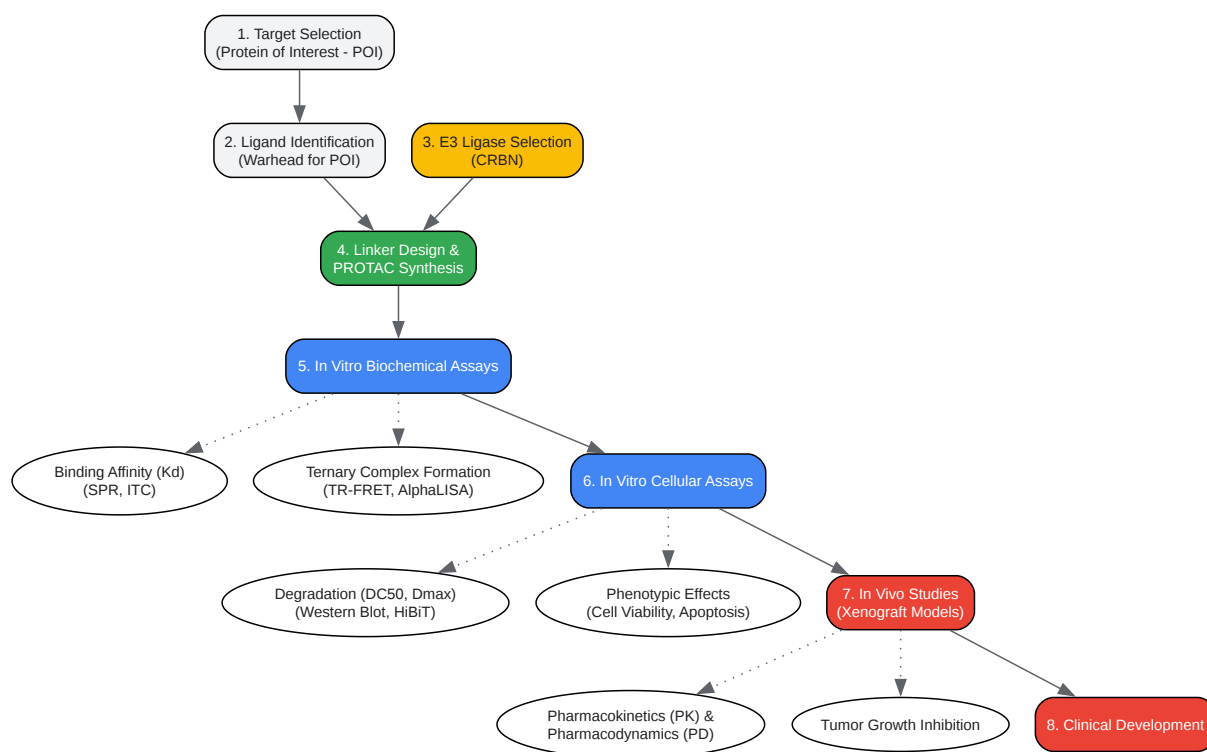 1. Target Selection
(Protein of Interest - POI)
2. Ligand Identification
(Warhead for POI)
3. E3 Ligase Selection
(CRBN)
4. Linker Design &
PROTAC Synthesis
5. In Vitro Biochemical Assays
Binding Affinity (Kd)
(SPR, ITC)
Ternary Complex Formation
(TR-FRET, AlphaLISA)
6. In Vitro Cellular Assays
Degradation (DC50, Dmax)
(Western Blot, HiBiT)
Phenotypic Effects
(Cell Viability, Apoptosis)
7. In Vivo Studies
(Xenograft Models)
Pharmacokinetics (PK) &
Pharmacodynamics (PD)
Tumor Growth Inhibition
8. Clinical Development